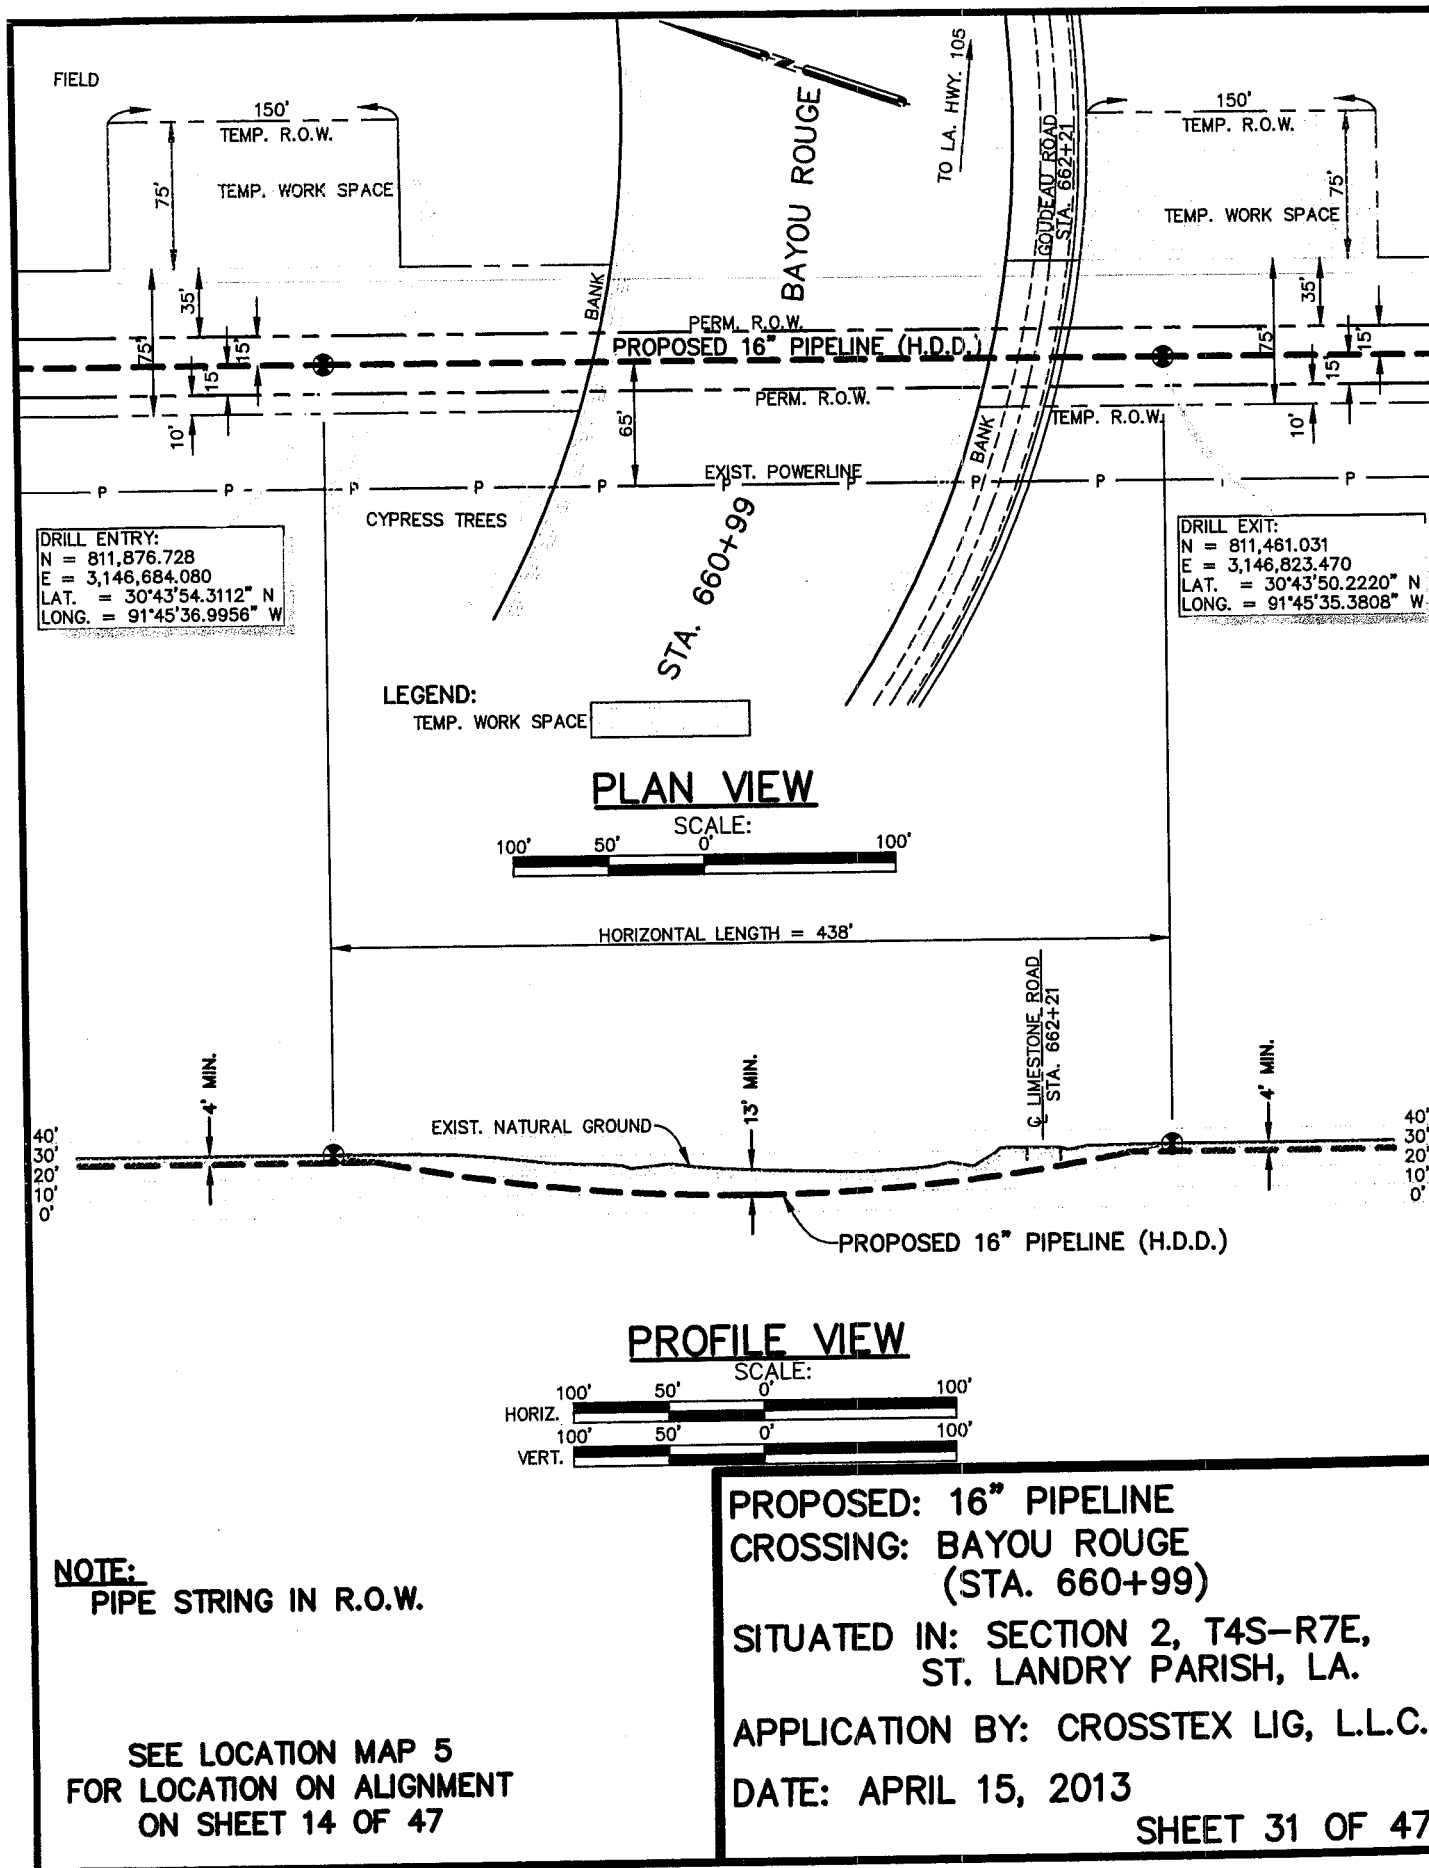 FIELD
150'
TEMP. R.O.W.
TEMP. WORK SPACE
75'
BAYOU ROUGE
TO LA. HWY. 105
GOUDEAU ROAD
STA. 662+21
150'
TEMP. R.O.W.
75'
TEMP. WORK SPACE
35'
75'
15'
15'
10'
BANK
PERM. R.O.W.
PROPOSED 16" PIPELINE (H.D.D.)
PERM. R.O.W.
65'
BANK
TEMP. R.O.W.
35'
75'
15'
15'
10'
EXIST. POWERLINE
P P P P P P P P P P
CYPRESS TREES
STA. 660+99
DRILL ENTRY:
N = 811,876.728
E = 3,146,684.080
LAT. = 30°43'54.3112" N
LONG. = 91°45'36.9956" W
DRILL EXIT:
N = 811,461.031
E = 3,146,823.470
LAT. = 30°43'50.2220" N
LONG. = 91°45'35.3808" W
LEGEND:
TEMP. WORK SPACE
PLAN VIEW
SCALE:
100' 50' 0' 100'
HORIZONTAL LENGTH = 438'
4' MIN.
13' MIN.
℄ LIMESTONE ROAD
STA. 662+21
4' MIN.
EXIST. NATURAL GROUND
40'
30'
20'
10'
0'
40'
30'
20'
10'
0'
PROPOSED 16" PIPELINE (H.D.D.)
PROFILE VIEW
SCALE:
100' 50' 0' 100'
HORIZ.
100' 50' 0' 100'
VERT.
NOTE:
PIPE STRING IN R.O.W.
SEE LOCATION MAP 5
FOR LOCATION ON ALIGNMENT
ON SHEET 14 OF 47
PROPOSED: 16" PIPELINE
CROSSING: BAYOU ROUGE
(STA. 660+99)
SITUATED IN: SECTION 2, T4S-R7E,
ST. LANDRY PARISH, LA.
APPLICATION BY: CROSSTEX LIG, L.L.C.
DATE: APRIL 15, 2013
SHEET 31 OF 47